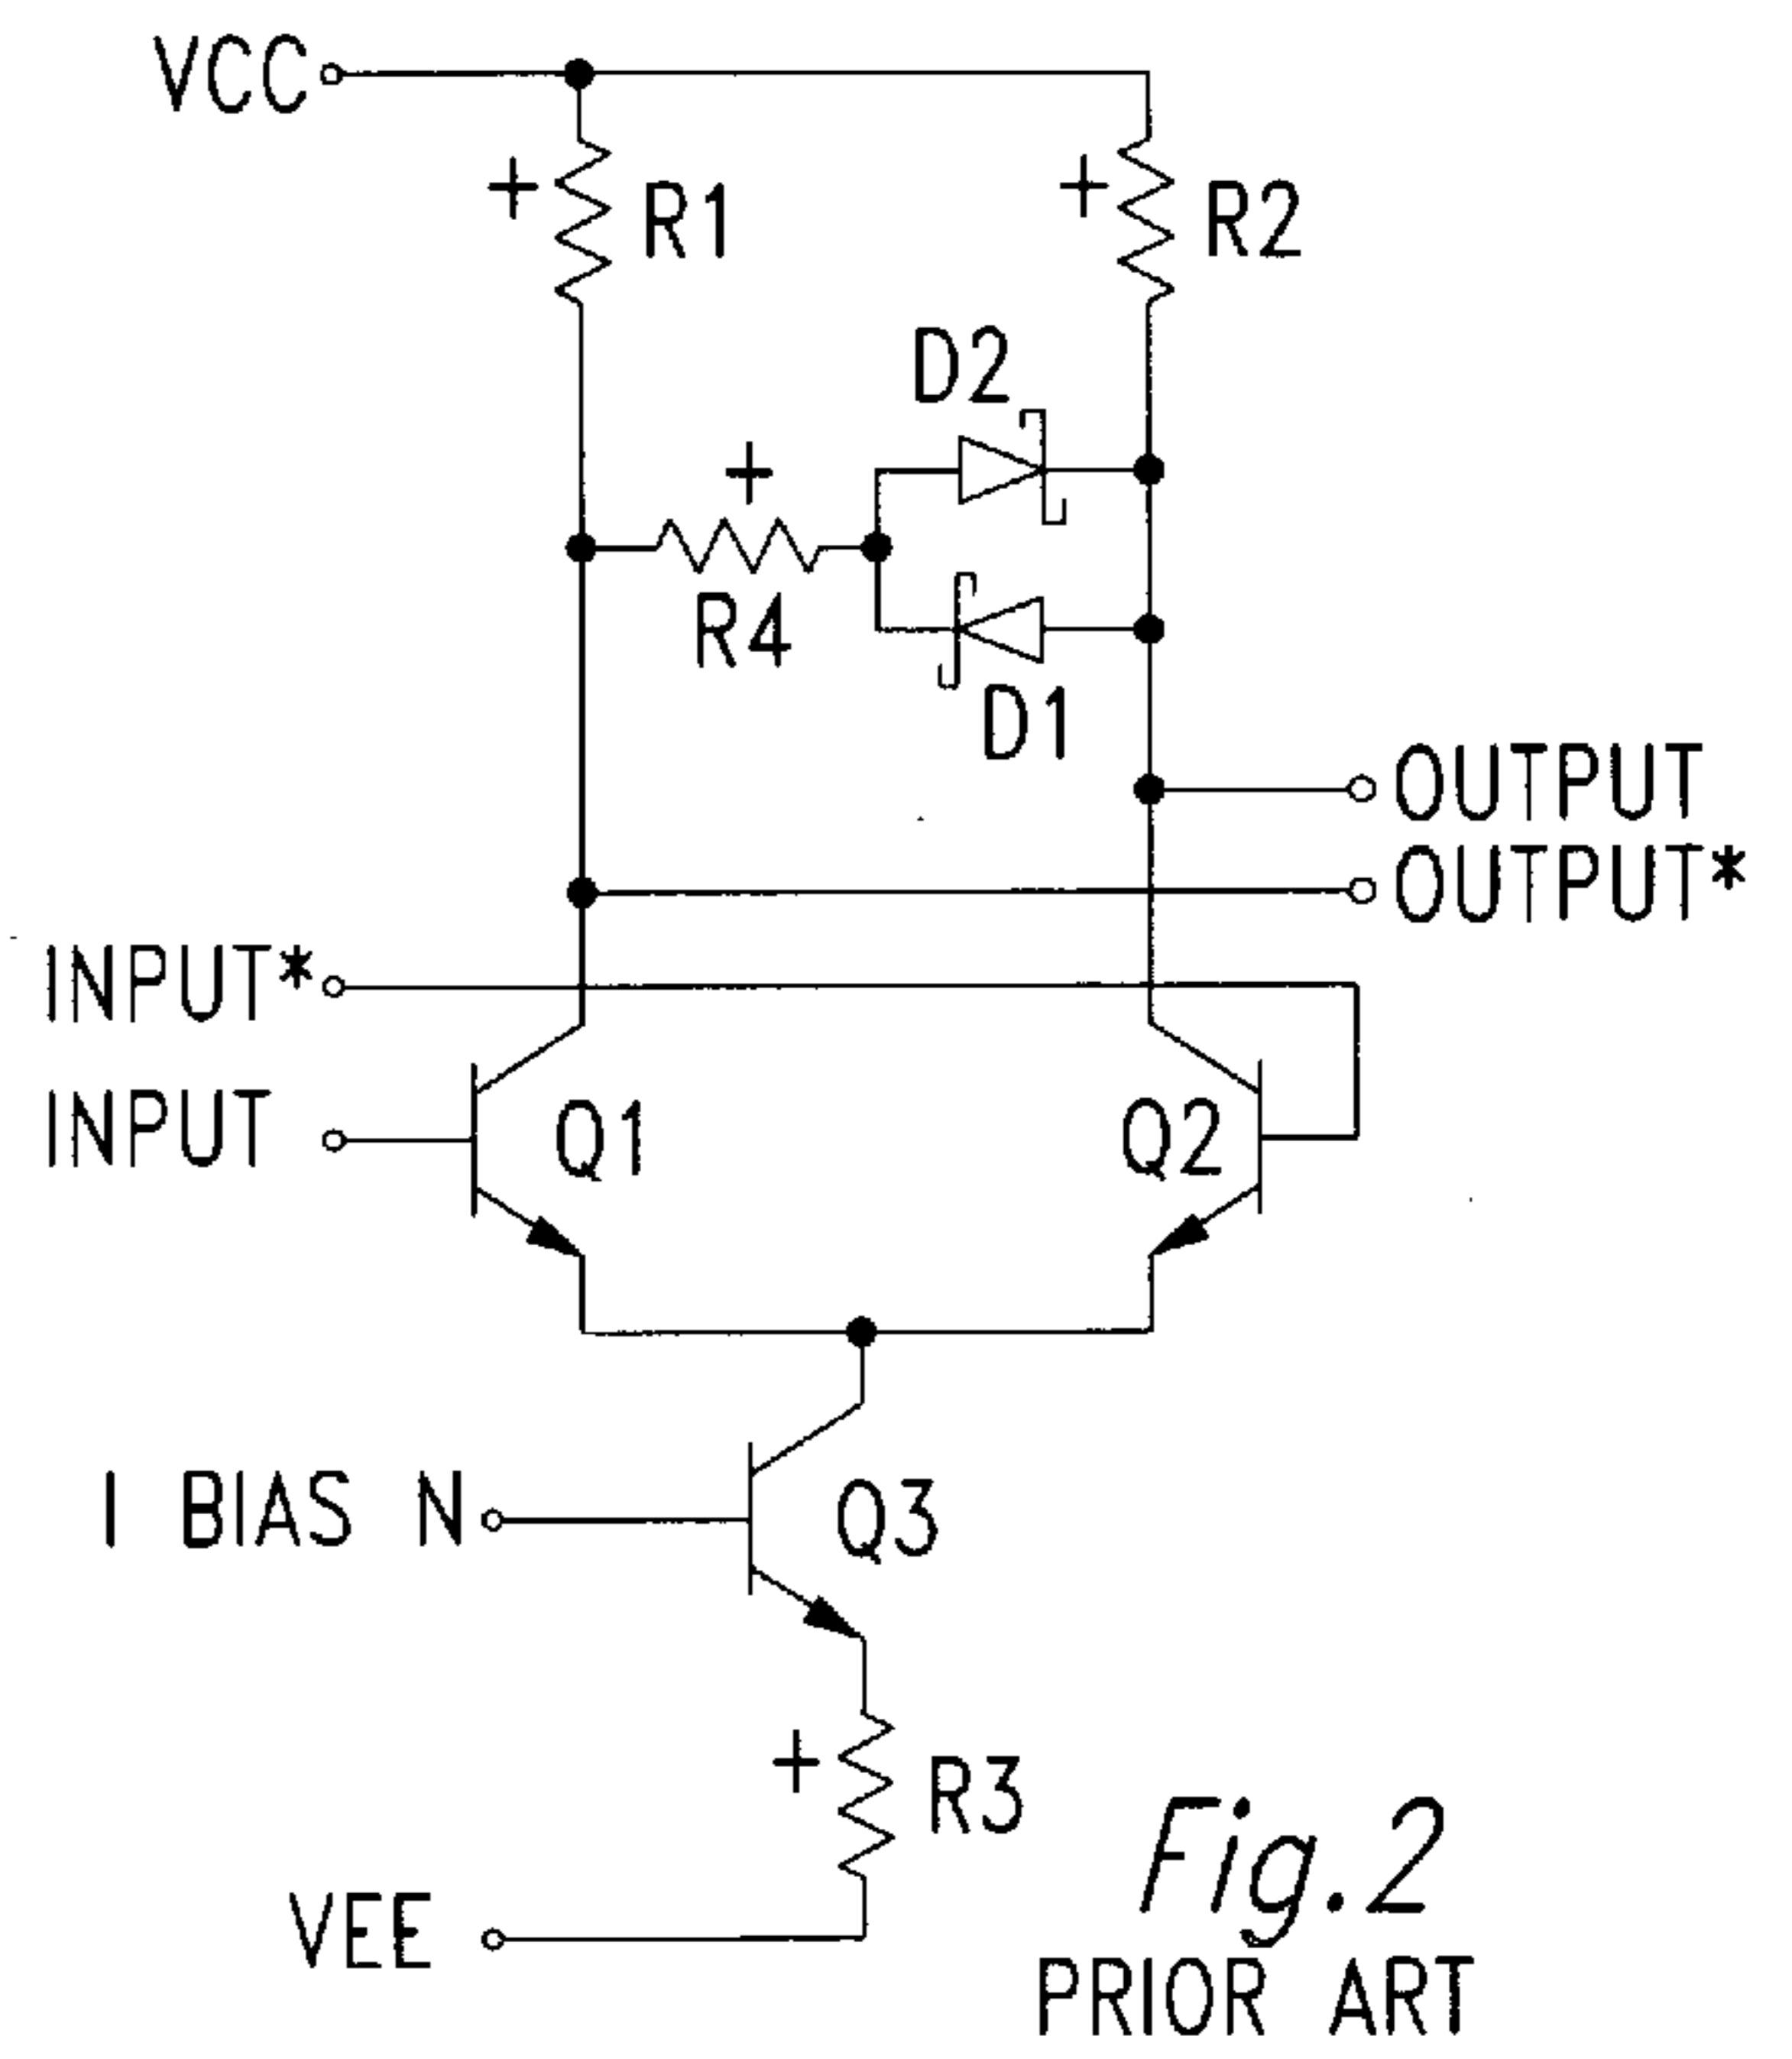 VCC
+ R1
+ R2
D2
+
R4
D1
OUTPUT
OUTPUT*
INPUT*
INPUT
Q1
Q2
I BIAS N
Q3
+ R3
VEE
Fig.2
PRIOR ART